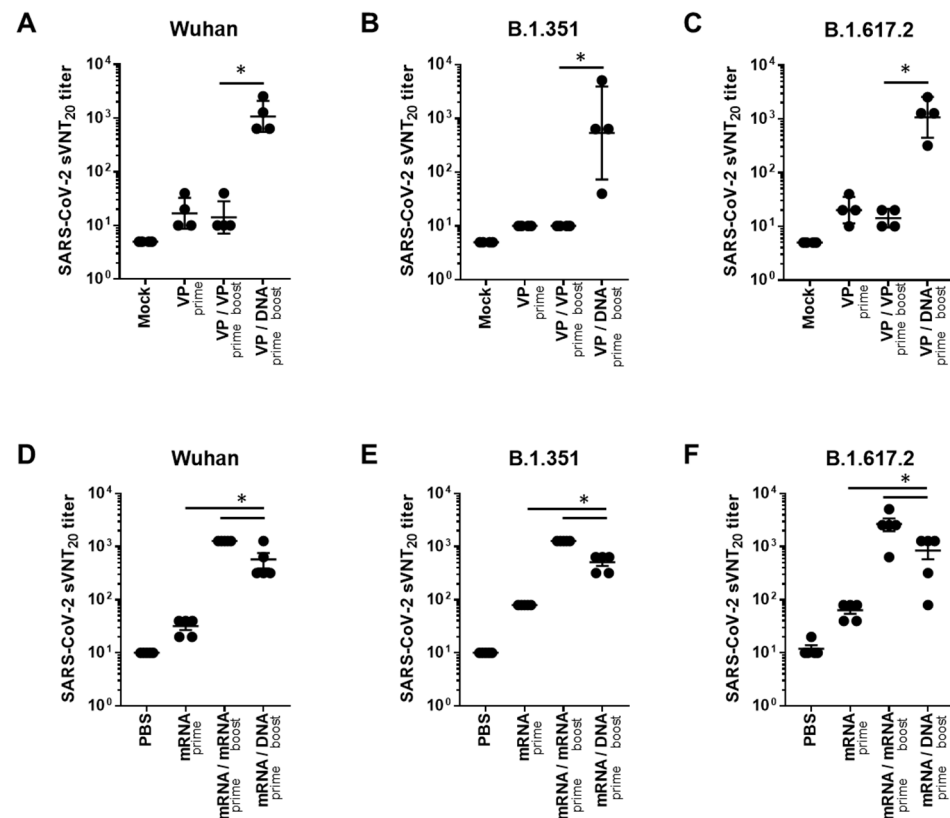 A
Wuhan
SARS-CoV-2 sVNT20 titer
10^4
10^3
10^2
10^1
10^0
*
Mock
VP
prime
VP / VP
prime boost
VP / DNA
prime boost
B
B.1.351
SARS-CoV-2 sVNT20 titer
10^4
10^3
10^2
10^1
10^0
*
Mock
VP
prime
VP / VP
prime boost
VP / DNA
prime boost
C
B.1.617.2
SARS-CoV-2 sVNT20 titer
10^4
10^3
10^2
10^1
10^0
*
Mock
VP
prime
VP / VP
prime boost
VP / DNA
prime boost
D
Wuhan
SARS-CoV-2 sVNT20 titer
10^4
10^3
10^2
10^1
10^0
*
PBS
mRNA
prime
mRNA / mRNA
prime boost
mRNA / DNA
prime boost
E
B.1.351
SARS-CoV-2 sVNT20 titer
10^4
10^3
10^2
10^1
10^0
*
PBS
mRNA
prime
mRNA / mRNA
prime boost
mRNA / DNA
prime boost
F
B.1.617.2
SARS-CoV-2 sVNT20 titer
10^4
10^3
10^2
10^1
10^0
*
PBS
mRNA
prime
mRNA / mRNA
prime boost
mRNA / DNA
prime boost